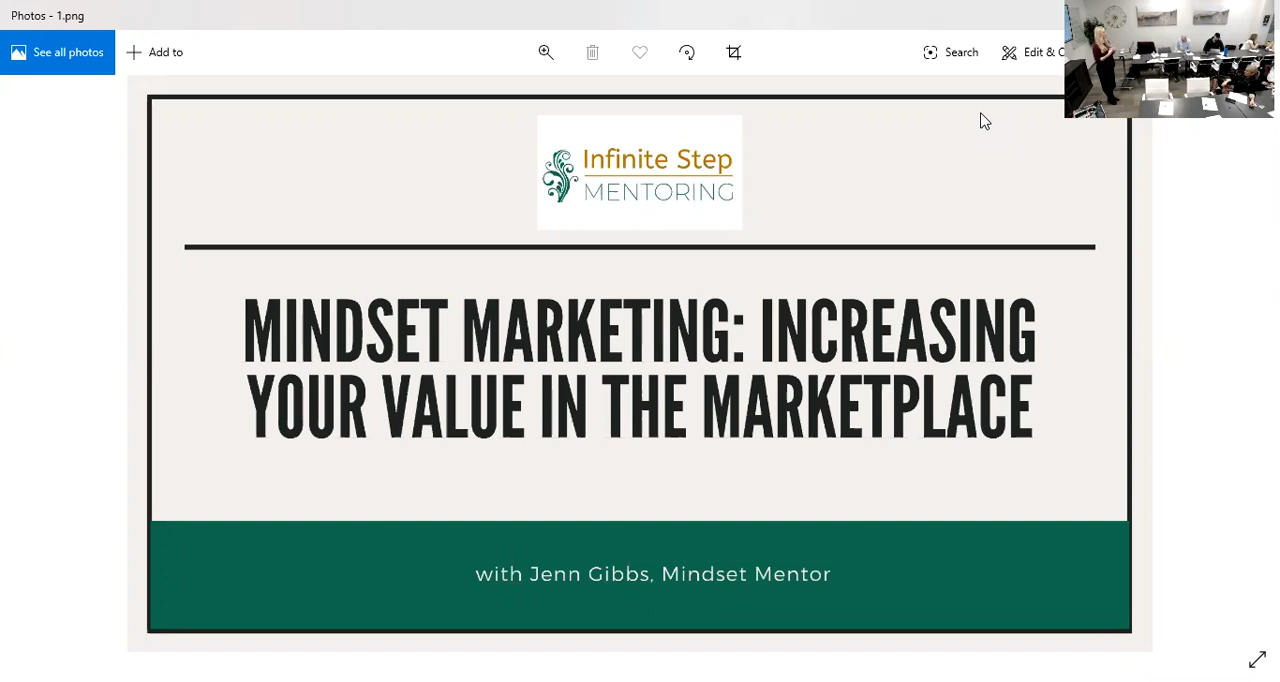 Photos - 1.png
See all photos
Add to
Search
Edit & C
Infinite Step
MENTORING
MINDSET MARKETING: INCREASING
YOUR VALUE IN THE MARKETPLACE
with Jenn Gibbs, Mindset Mentor